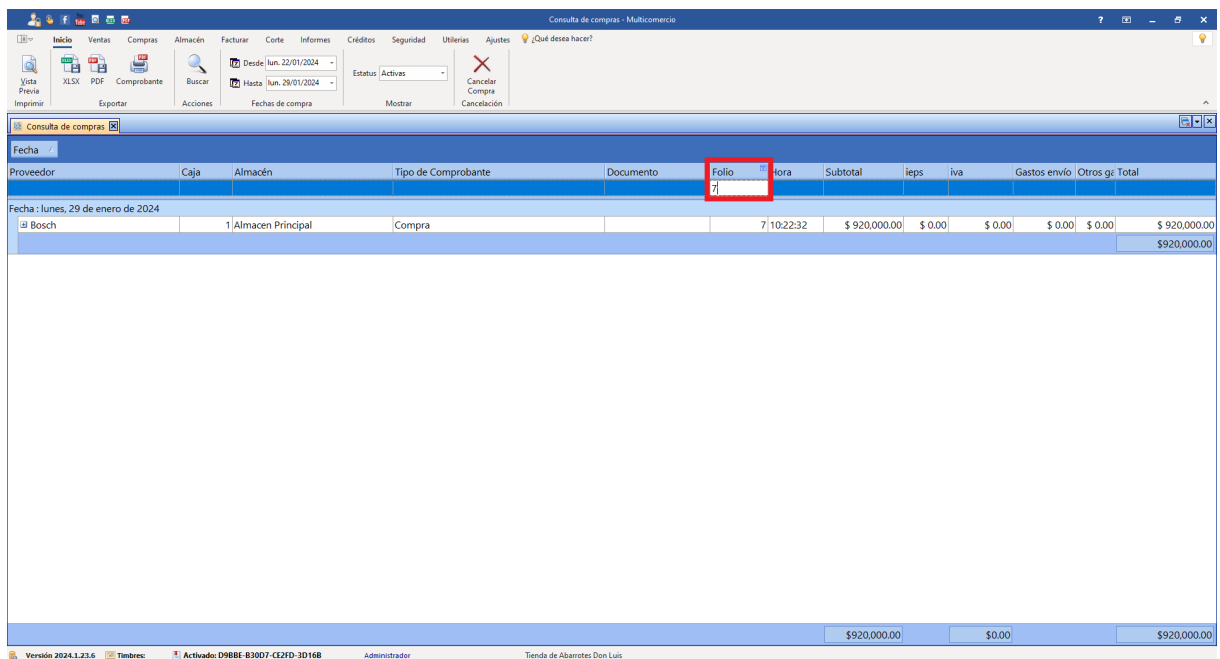 Consulta de compras - Multicomercio
Inicio Ventas Compras Almacén Facturar Corte Informes Créditos Seguridad Utilerias Ajustes ¿Qué desea hacer?
Vista Previa XLSX PDF Comprobante Buscar Desde lun. 22/01/2024 Hasta lun. 29/01/2024 Estatus Activas Cancelar Compra
Imprimir Exportar Acciones Fechas de compra Mostrar Cancelación
Consulta de compras
Fecha
Proveedor Caja Almacén Tipo de Comprobante Documento Folio Hora Subtotal ieps iva Gastos envío Otros ga Total
7
Fecha : lunes, 29 de enero de 2024
Bosch 1 Almacen Principal Compra 7 10:22:32 $ 920,000.00 $ 0.00 $ 0.00 $ 0.00 $ 0.00 $ 920,000.00
$920,000.00
$920,000.00 $0.00 $920,000.00
Versión 2024.1.23.6 Timbres: Activado: D9BBE-B30D7-CE2FD-3D16B Administrador Tienda de Abarrotes Don Luis